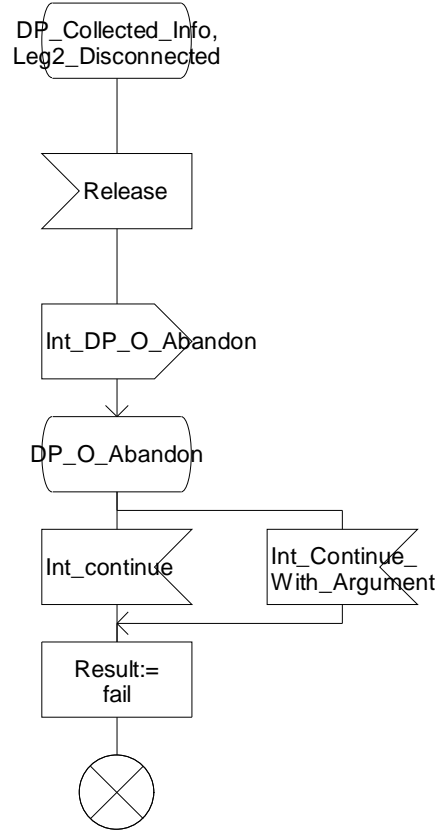 DP_Collected_Info,
Leg2_Disconnected
Release
Int_DP_O_Abandon
DP_O_Abandon
Int_continue
Int_Continue_
With_Argument
Result:=
fail